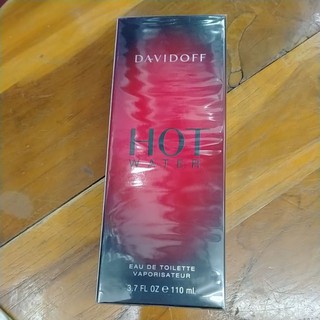 DAVIDOFF
HOT
WATER
EAU DE TOILETTE
VAPORISATEUR
3.7 FL OZ ℮ 110 ml